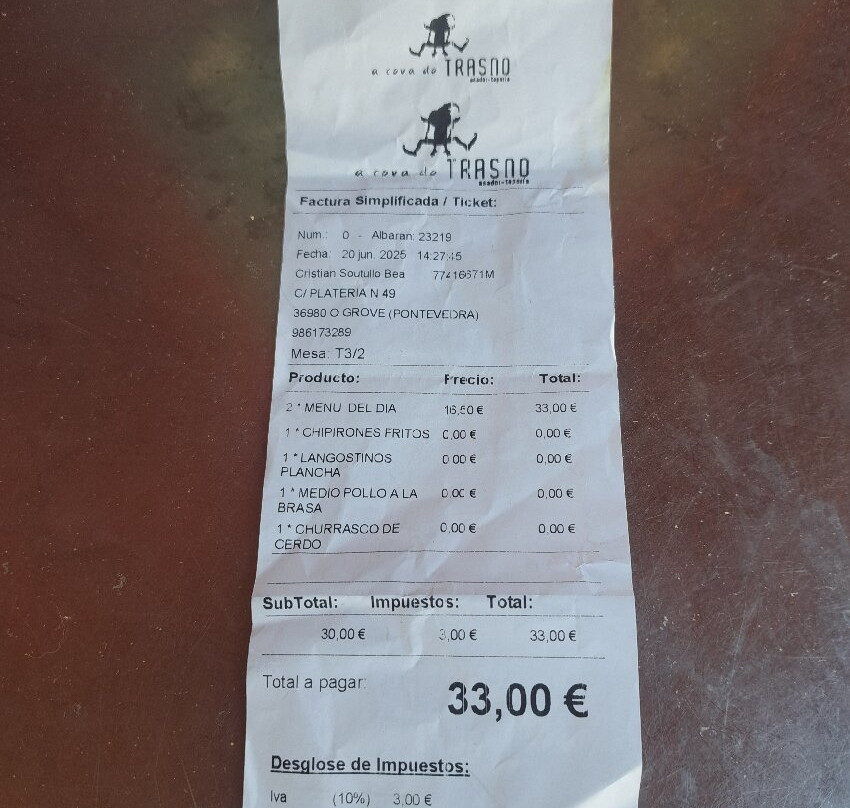 a cova do TRASNO
asador-tapería
a cova do TRASNO
asador-tapería
Factura Simplificada / Ticket:
Num.: 0 - Albaran: 23219
Fecha: 20 jun. 2025 14:27:45
Cristian Soutullo Bea 77416671M
C/ PLATERIA N 49
36980 O GROVE (PONTEVEDRA)
986173289
Mesa: T3/2
Producto: Precio: Total:
2 * MENU DEL DIA 16,50 € 33,00 €
1 * CHIPIRONES FRITOS 0,00 € 0,00 €
1 * LANGOSTINOS 0,00 € 0,00 €
PLANCHA
1 * MEDIO POLLO A LA 0,00 € 0,00 €
BRASA
1 * CHURRASCO DE 0,00 € 0,00 €
CERDO
SubTotal: Impuestos: Total:
30,00 € 3,00 € 33,00 €
Total a pagar: 33,00 €
Desglose de Impuestos:
Iva (10%) 3,00 €